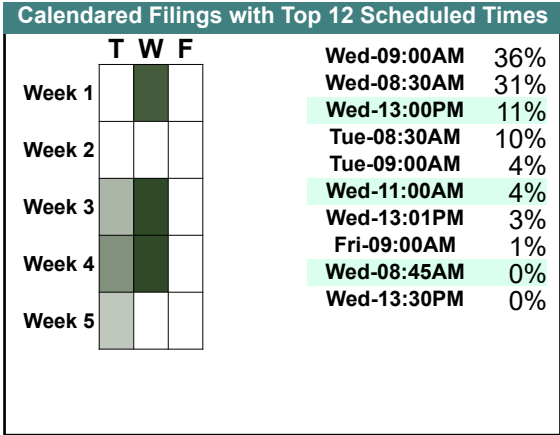 Calendared Filings with Top 12 Scheduled Times
T W F
Week 1
Week 2
Week 3
Week 4
Week 5
Wed-09:00AM 36%
Wed-08:30AM 31%
Wed-13:00PM 11%
Tue-08:30AM 10%
Tue-09:00AM 4%
Wed-11:00AM 4%
Wed-13:01PM 3%
Fri-09:00AM 1%
Wed-08:45AM 0%
Wed-13:30PM 0%